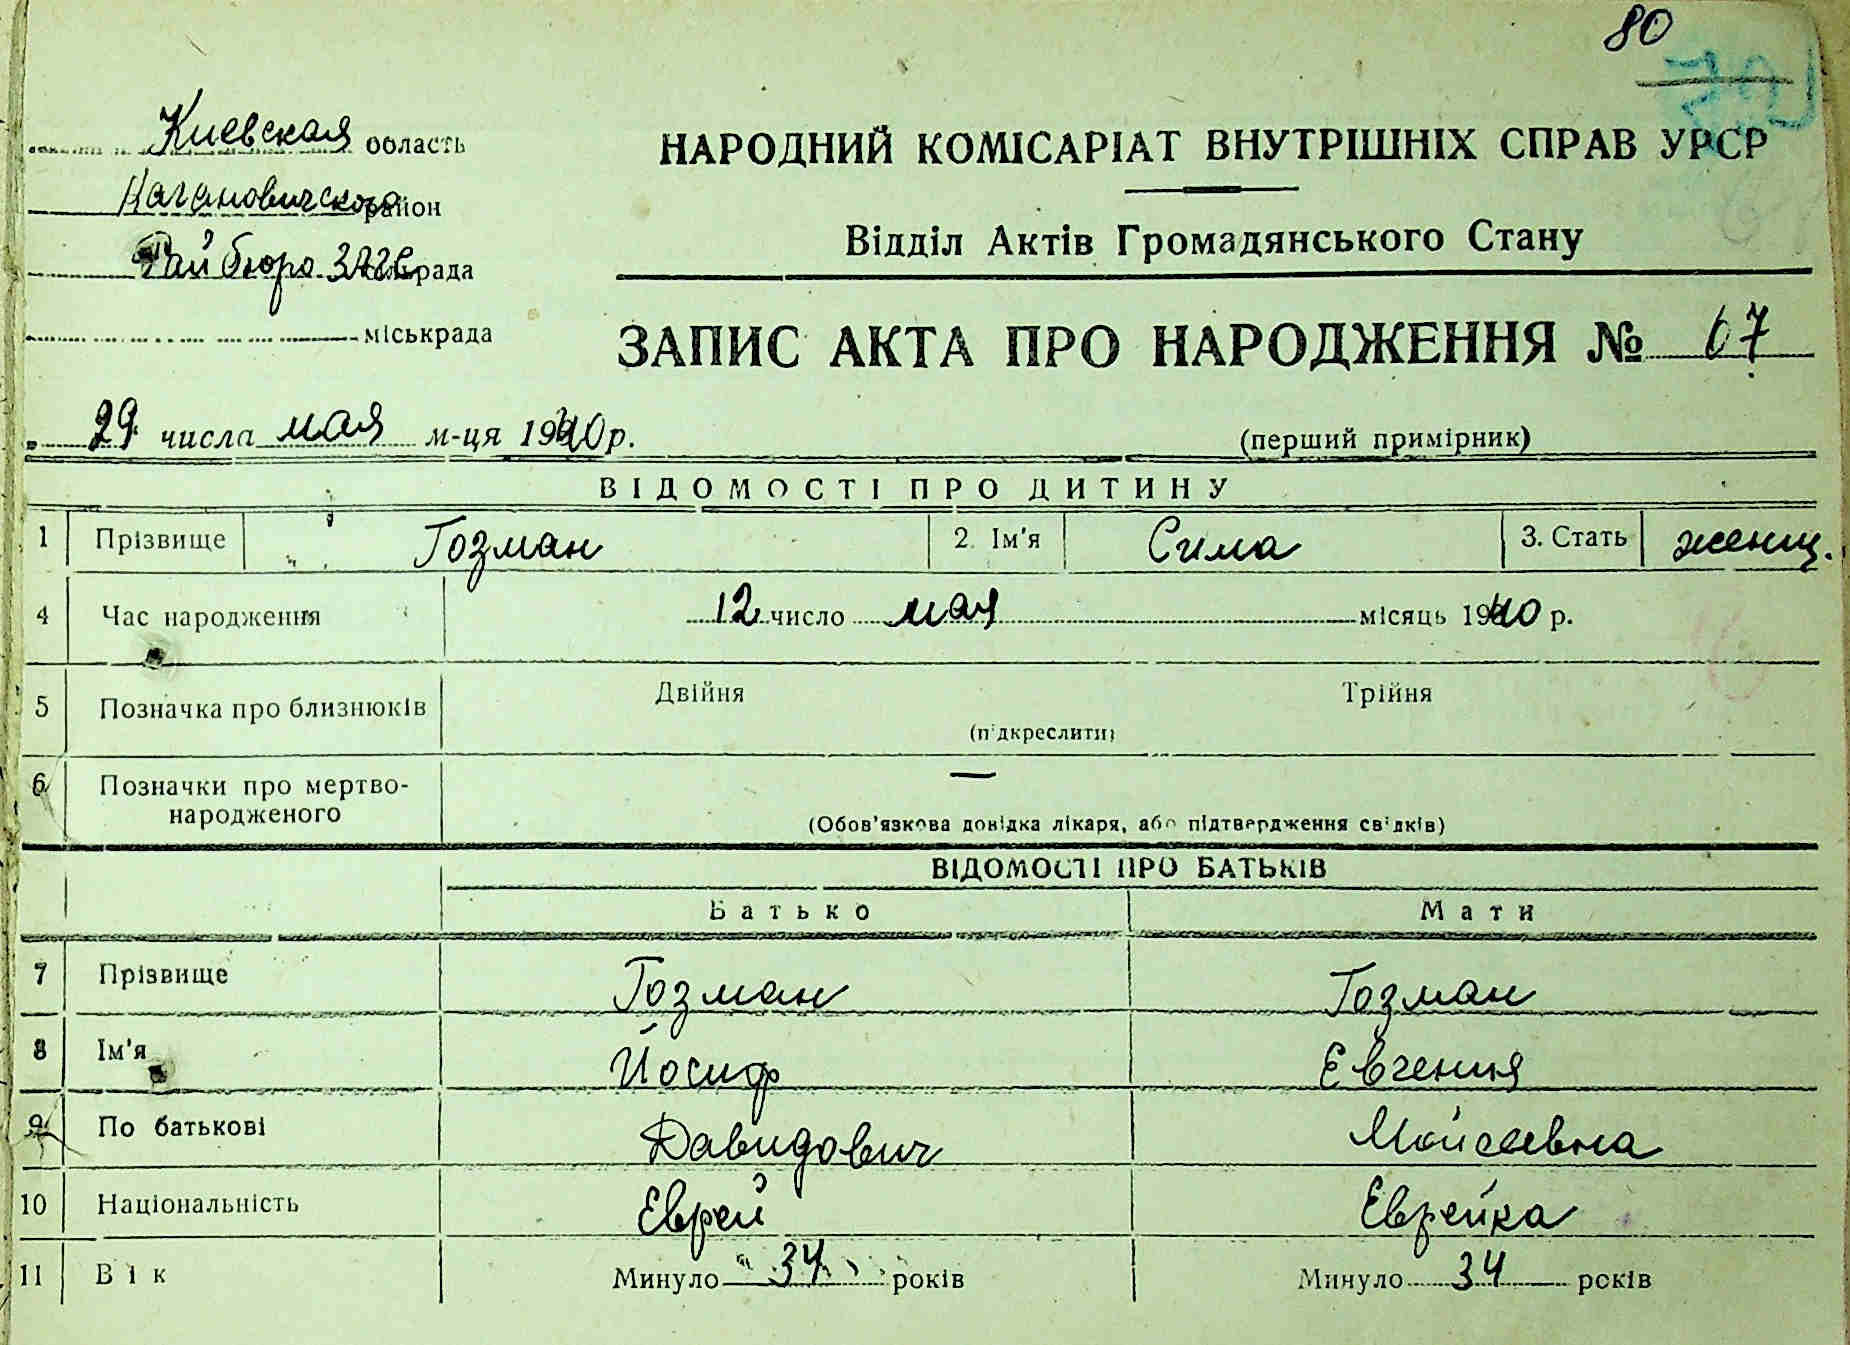 80
Киевская область
Кагановичского район
Райбюро ЗАГС сільрада
міськрада
НАРОДНИЙ КОМІСАРІАТ ВНУТРІШНІХ СПРАВ УРСР
Відділ Актів Громадянського Стану
ЗАПИС АКТА ПРО НАРОДЖЕННЯ № 67
29 числа мая м-ця 1940 р.
(перший примірник)
ВІДОМОСТІ ПРО ДИТИНУ
1 Прізвище Гозман 2. Ім'я Сима 3. Стать женщ.
4 Час народження 12 число мая місяць 1940 р.
5 Позначка про близнюків Двійня Трійня
(підкреслити)
6 Позначки про мертво-
народженого —
(Обов'язкова довідка лікаря, або підтвердження свідків)
ВІДОМОСТІ ПРО БАТЬКІВ
Батько Мати
7 Прізвище Гозман Гозман
8 Ім'я Йосиф Евгения
9 По батькові Давидович Мойсеевна
10 Національність Еврей Еврейка
11 Вік Минуло 34 років Минуло 34 років